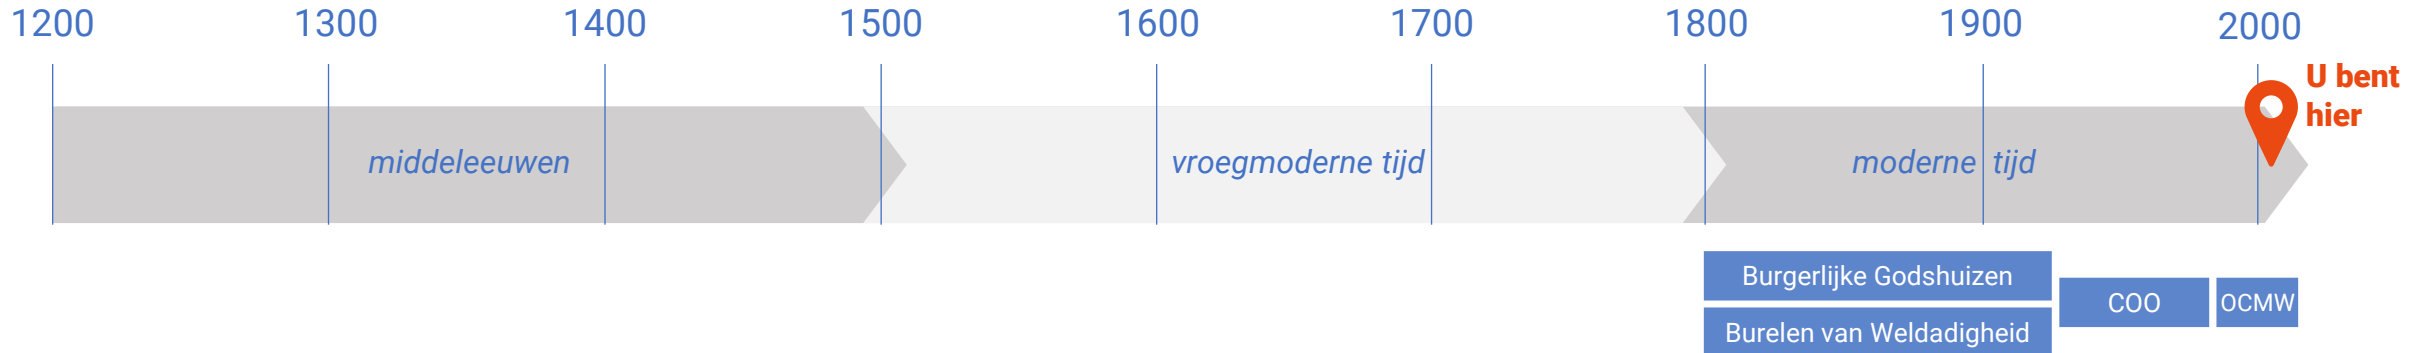 1200 1300 1400 1500 1600 1700 1800 1900 2000
U bent
hier
middeleeuwen vroegmoderne tijd moderne tijd
Burgerlijke Godshuizen
COO OCMW
Burelen van Weldadigheid